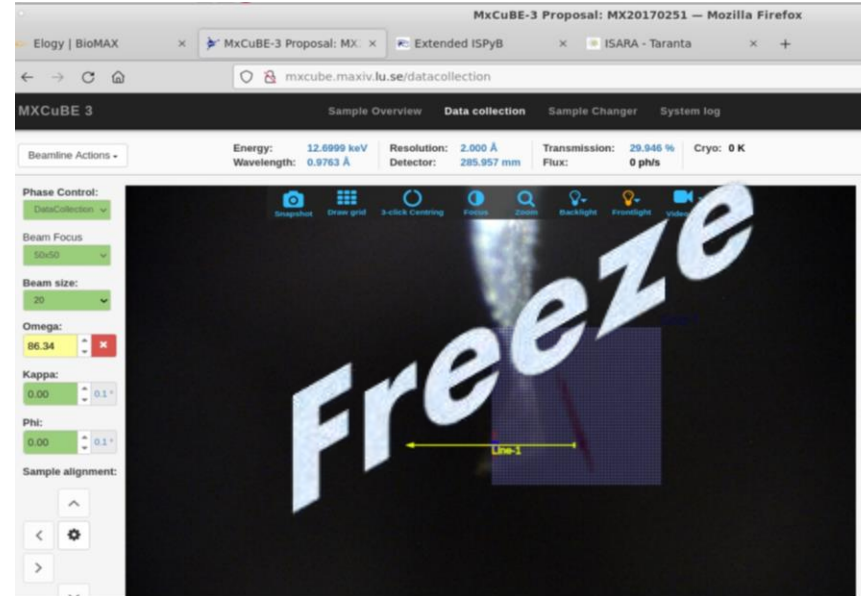 MxCuBE-3 Proposal: MX20170251 — Mozilla Firefox
Elogy | BioMAX × MxCuBE-3 Proposal: MX × Extended ISPyB × ISARA - Taranta × +
mxcube.maxiv.lu.se/datacollection
MXCuBE 3 Sample Overview Data collection Sample Changer System log
Beamline Actions
Energy: 12.6999 keV Resolution: 2.000 Å Transmission: 29.946 % Cryo: 0 K
Wavelength: 0.9763 Å Detector: 285.957 mm Flux: 0 ph/s
Phase Control:
DataCollection
Snapshot Draw grid 3-click Centring Focus Zoom Backlight Frontlight Video
Beam Focus
50x50
Beam size:
20
Omega:
86.34
Kappa:
0.00 0.1 °
Phi:
0.00 0.1 °
Sample alignment:
Freeze
Line-1